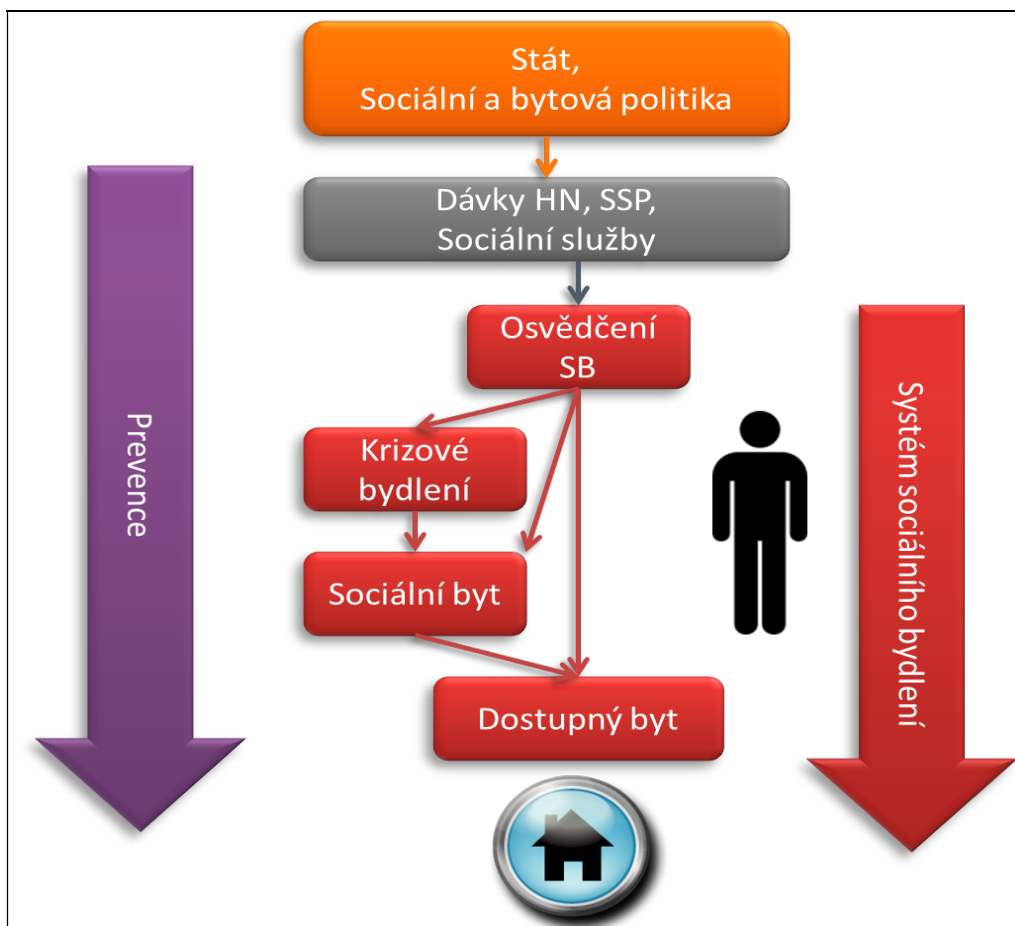 Stát,
Sociální a bytová politika
Dávky HN, SSP,
Sociální služby
Osvědčení
SB
Krizové
bydlení
Sociální byt
Dostupný byt
Prevence
Systém sociálního bydlení